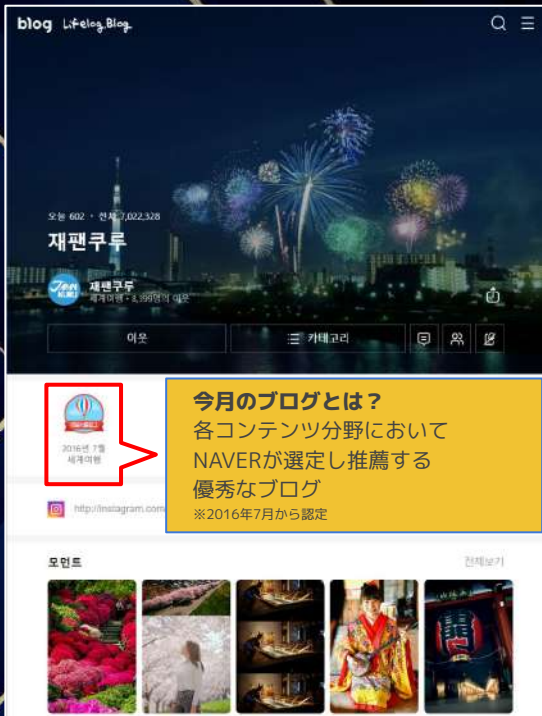 blog Lifelog.Blog
오늘 602 · 전체 7,022,328
재팬쿠루
재팬쿠루
세계여행 · 8,399명의 이웃
이웃
카테고리
2016년 7월
세계여행
今月のブログとは？
各コンテンツ分野において
NAVERが選定し推薦する
優秀なブログ
※2016年7月から認定
http://instagram.com
모먼트
전체보기